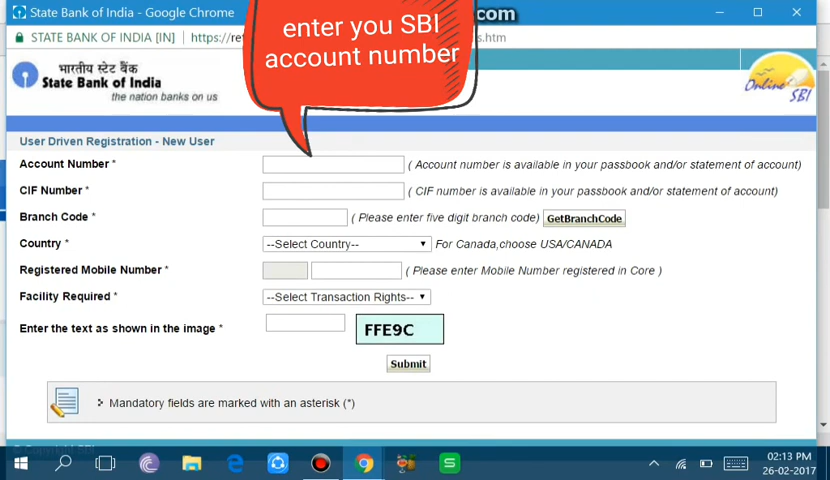 State Bank of India - Google Chrome
com
enter you SBI
account number
STATE BANK OF INDIA [IN]
s.htm
भारतीय स्टेट बैंक
State Bank of India
the nation banks on us
Online SBI
User Driven Registration - New User
Account Number * ( Account number is available in your passbook and/or statement of account)
CIF Number * ( CIF number is available in your passbook and/or statement of account)
Branch Code * ( Please enter five digit branch code) GetBranchCode
Country * --Select Country-- For Canada,choose USA/CANADA
Registered Mobile Number * ( Please enter Mobile Number registered in Core )
Facility Required * --Select Transaction Rights--
Enter the text as shown in the image * FFE9C
Submit
Mandatory fields are marked with an asterisk (*)
© Copyright SBI
02:13 PM
26-02-2017